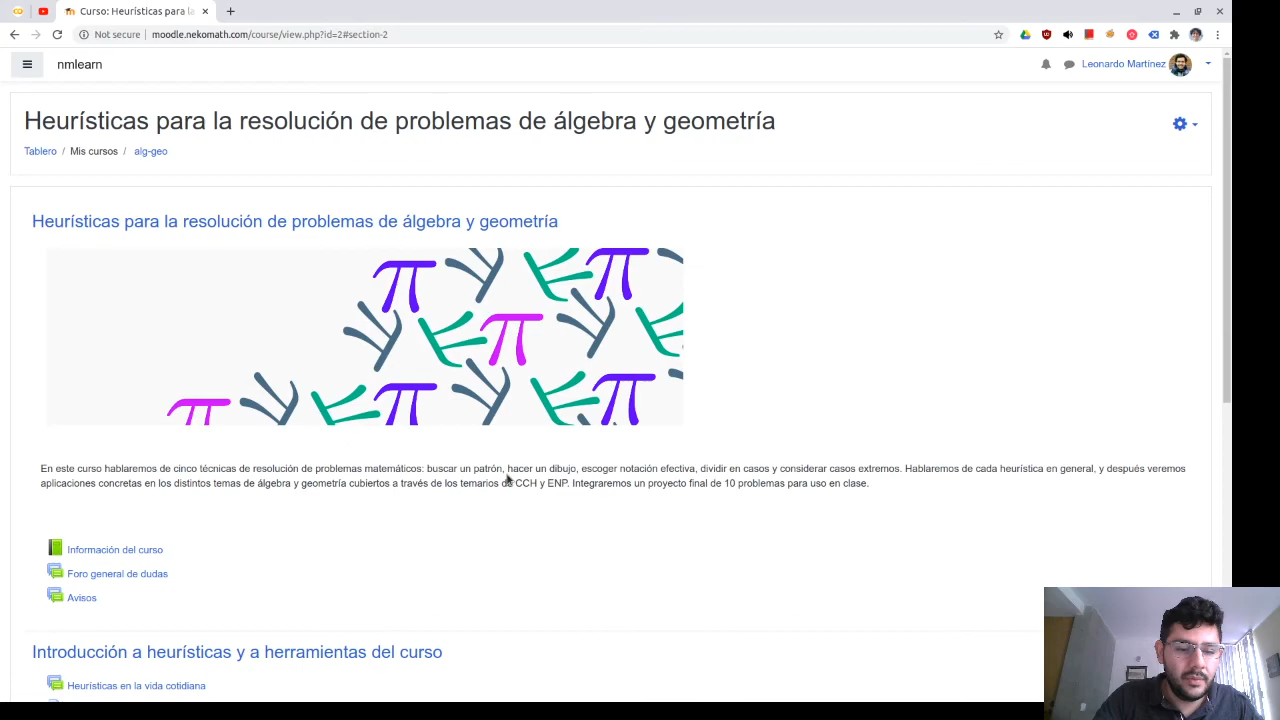 Curso: Heurísticas para la
Not secure | moodle.nekomath.com/course/view.php?id=2#section-2
nmlearn
Leonardo Martínez
Heurísticas para la resolución de problemas de álgebra y geometría
Tablero / Mis cursos / alg-geo
Heurísticas para la resolución de problemas de álgebra y geometría
En este curso hablaremos de cinco técnicas de resolución de problemas matemáticos: buscar un patrón, hacer un dibujo, escoger notación efectiva, dividir en casos y considerar casos extremos. Hablaremos de cada heurística en general, y después veremos
aplicaciones concretas en los distintos temas de álgebra y geometría cubiertos a través de los temarios de CCH y ENP. Integraremos un proyecto final de 10 problemas para uso en clase.
Información del curso
Foro general de dudas
Avisos
Introducción a heurísticas y a herramientas del curso
Heurísticas en la vida cotidiana